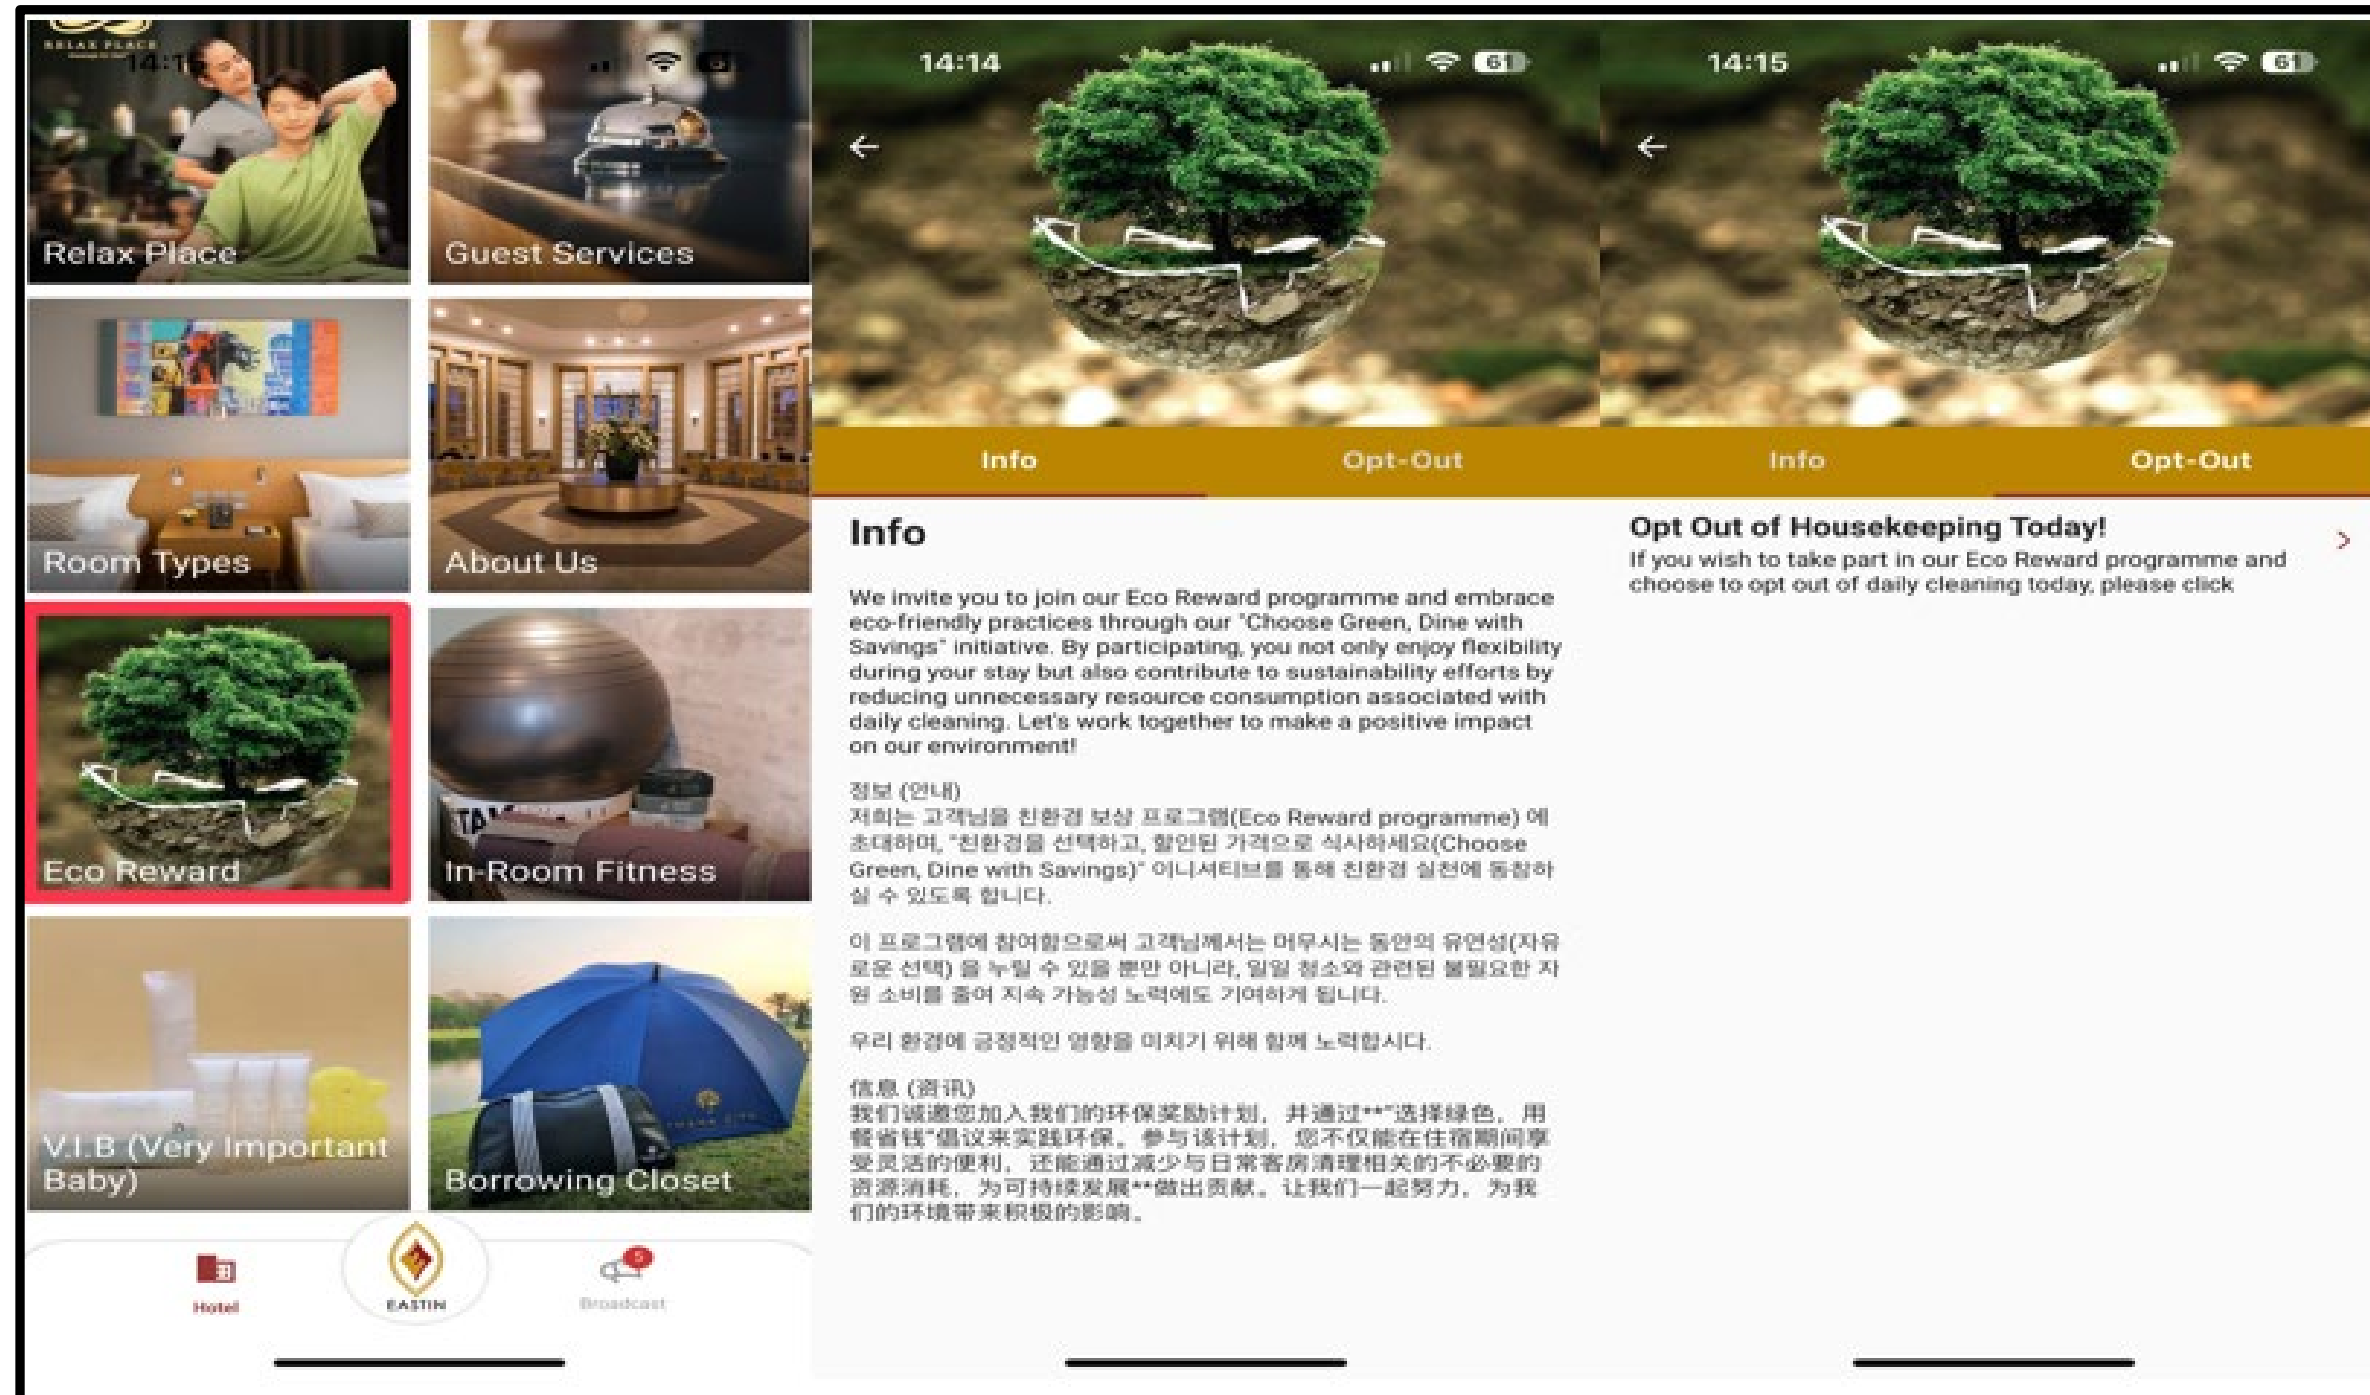 RELAX PLACE
Relax Place
Guest Services
Room Types
About Us
Eco Reward
In-Room Fitness
V.I.B (Very Important
Baby)
Borrowing Closet
Hotel
EASTIN
5
Broadcast
14:14
61
Info
Opt-Out
Info
We invite you to join our Eco Reward programme and embrace
eco-friendly practices through our "Choose Green, Dine with
Savings" initiative. By participating, you not only enjoy flexibility
during your stay but also contribute to sustainability efforts by
reducing unnecessary resource consumption associated with
daily cleaning. Let's work together to make a positive impact
on our environment!
정보 (안내)
저희는 고객님을 친환경 보상 프로그램(Eco Reward programme) 에
초대하며, "친환경을 선택하고, 할인된 가격으로 식사하세요(Choose
Green, Dine with Savings)" 이니셔티브를 통해 친환경 실천에 동참하
실 수 있도록 합니다.
이 프로그램에 참여함으로써 고객님께서는 머무시는 동안의 유연성(자유
로운 선택) 을 누릴 수 있을 뿐만 아니라, 일일 청소와 관련된 불필요한 자
원 소비를 줄여 지속 가능성 노력에도 기여하게 됩니다.
우리 환경에 긍정적인 영향을 미치기 위해 함께 노력합시다.
信息 (资讯)
我们诚邀您加入我们的环保奖励计划，并通过**"选择绿色，用
餐省钱"倡议来实践环保。参与该计划，您不仅能在住宿期间享
受灵活的便利，还能通过减少与日常客房清理相关的不必要的
资源消耗，为可持续发展**做出贡献。让我们一起努力，为我
们的环境带来积极的影响。
14:15
61
Info
Opt-Out
Opt Out of Housekeeping Today!
If you wish to take part in our Eco Reward programme and
choose to opt out of daily cleaning today, please click